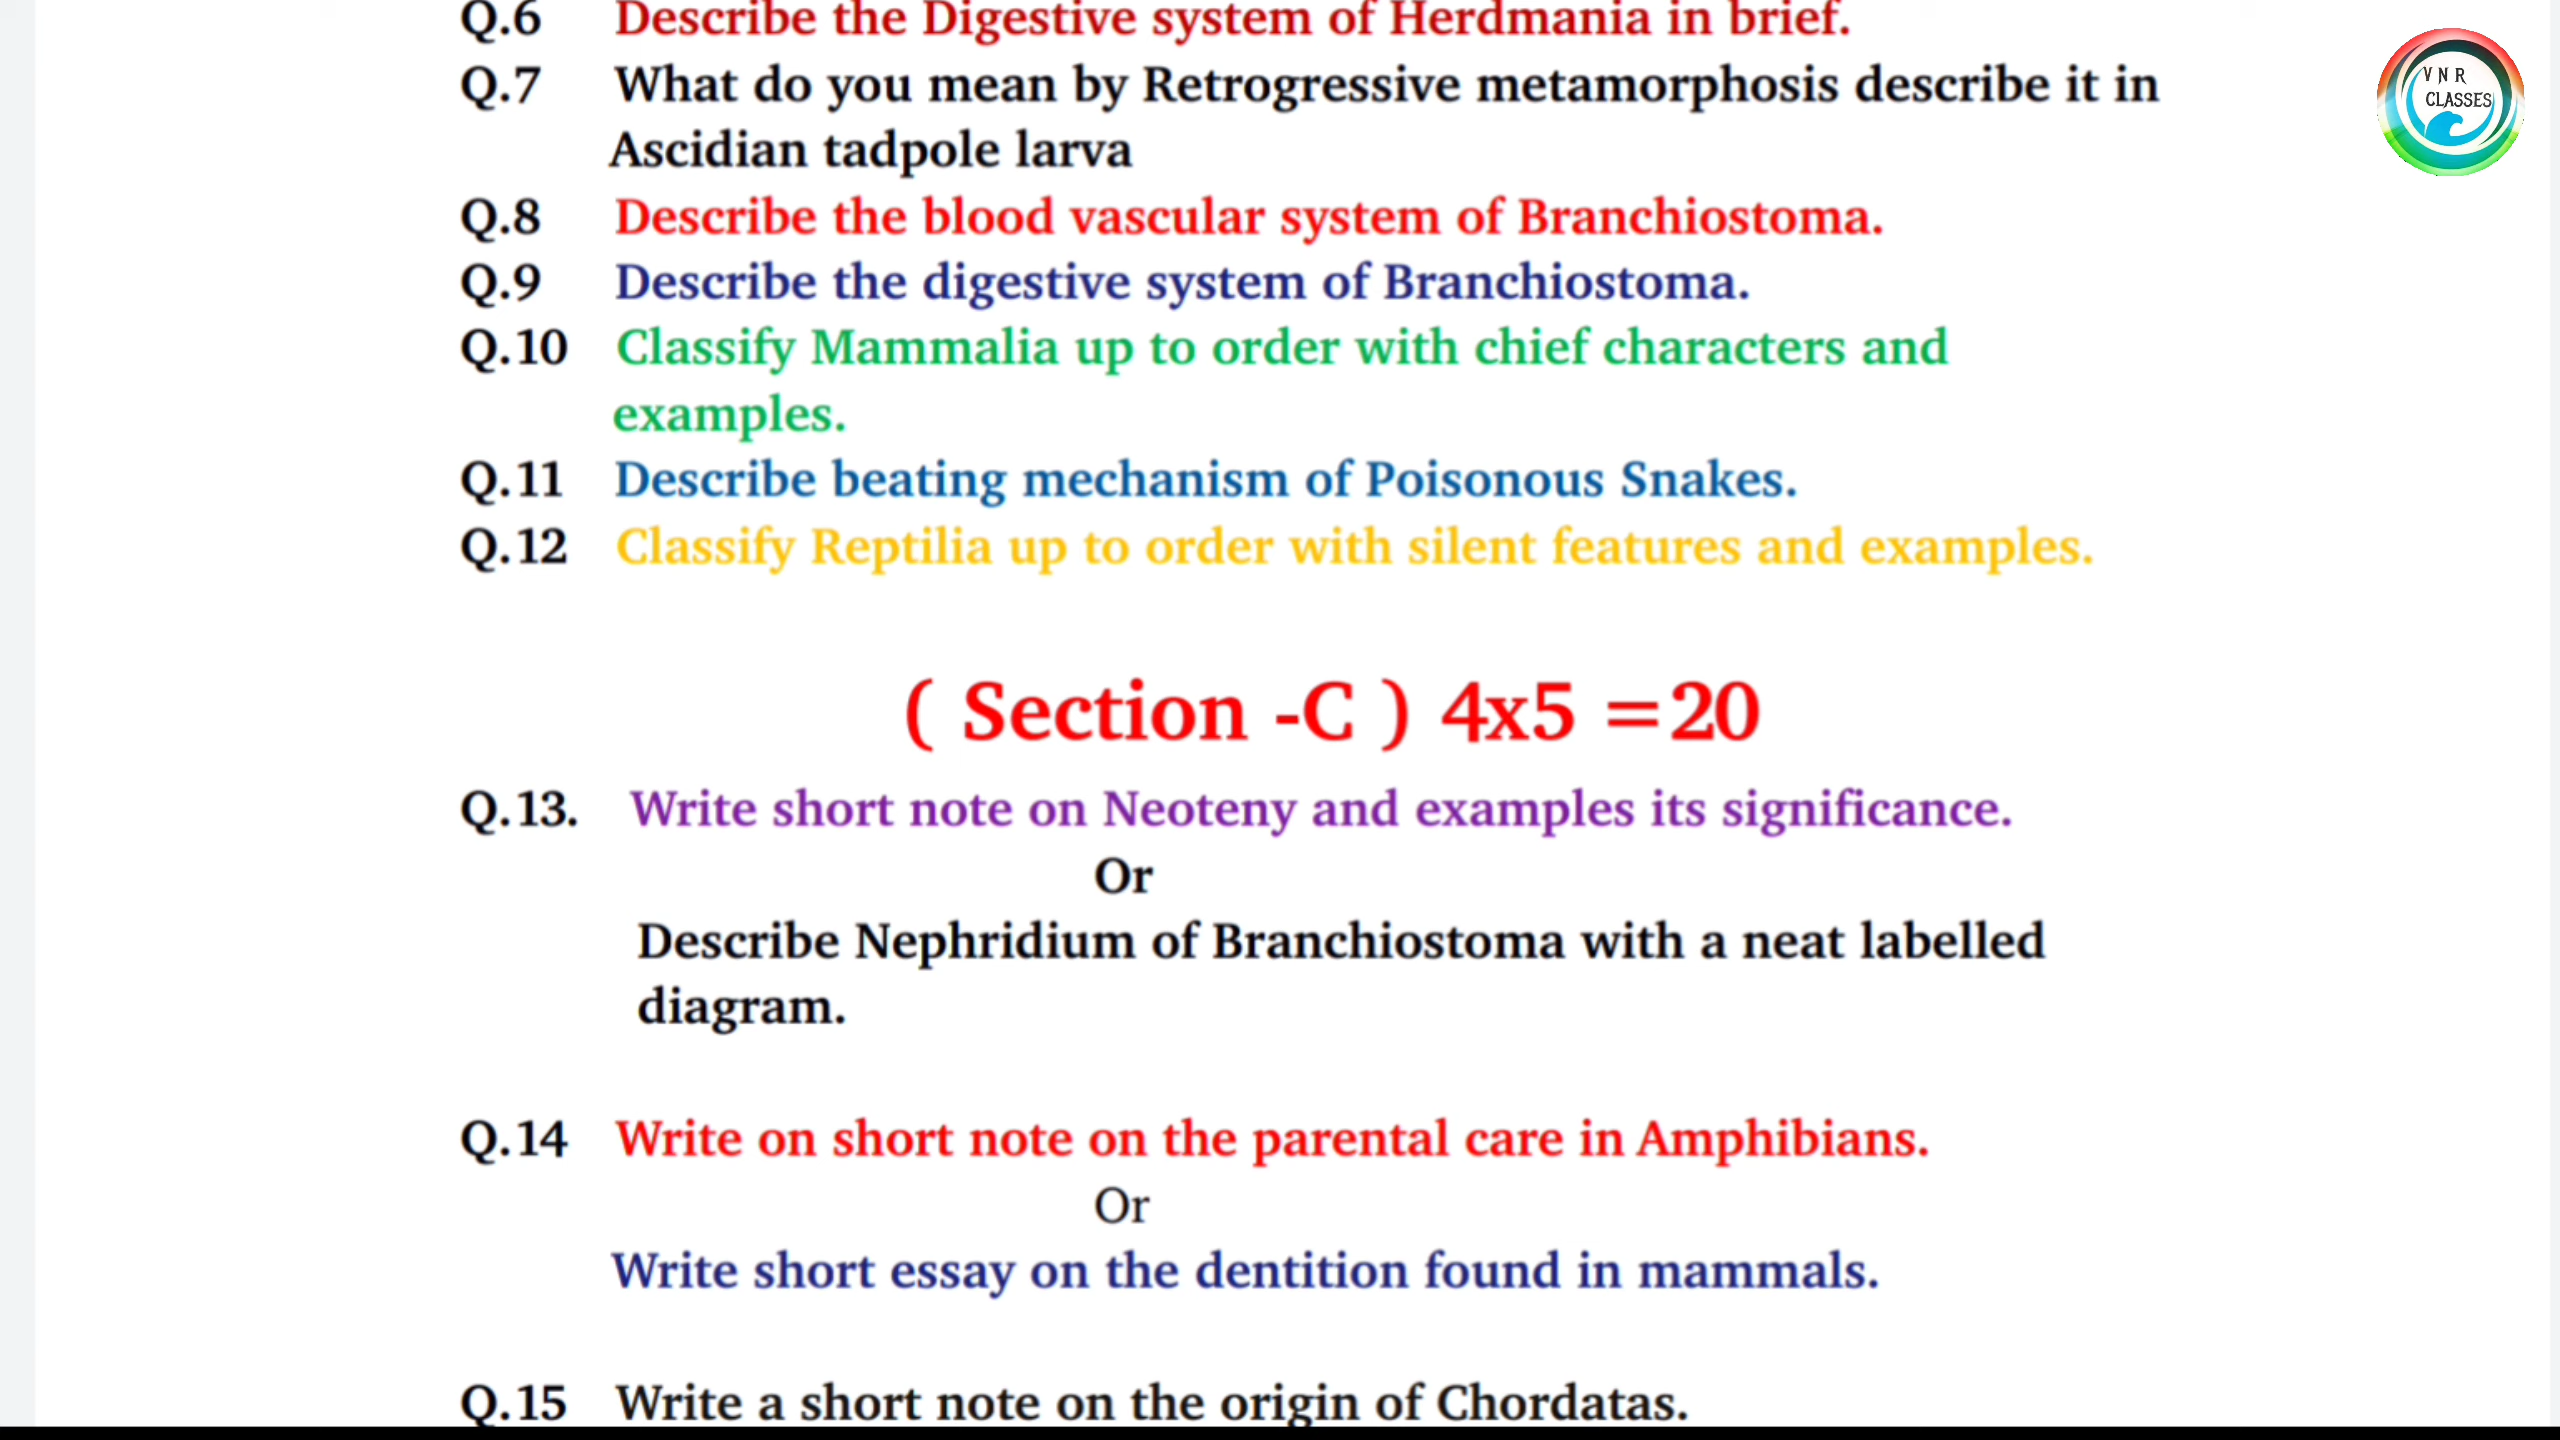 Q.6 Describe the Digestive system of Herdmania in brief.
Q.7 What do you mean by Retrogressive metamorphosis describe it in
Ascidian tadpole larva
Q.8 Describe the blood vascular system of Branchiostoma.
Q.9 Describe the digestive system of Branchiostoma.
Q.10 Classify Mammalia up to order with chief characters and
examples.
Q.11 Describe beating mechanism of Poisonous Snakes.
Q.12 Classify Reptilia up to order with silent features and examples.
( Section -C ) 4x5 =20
Q.13. Write short note on Neoteny and examples its significance.
Or
Describe Nephridium of Branchiostoma with a neat labelled
diagram.
Q.14 Write on short note on the parental care in Amphibians.
Or
Write short essay on the dentition found in mammals.
Q.15 Write a short note on the origin of Chordatas.
V N R
CLASSES